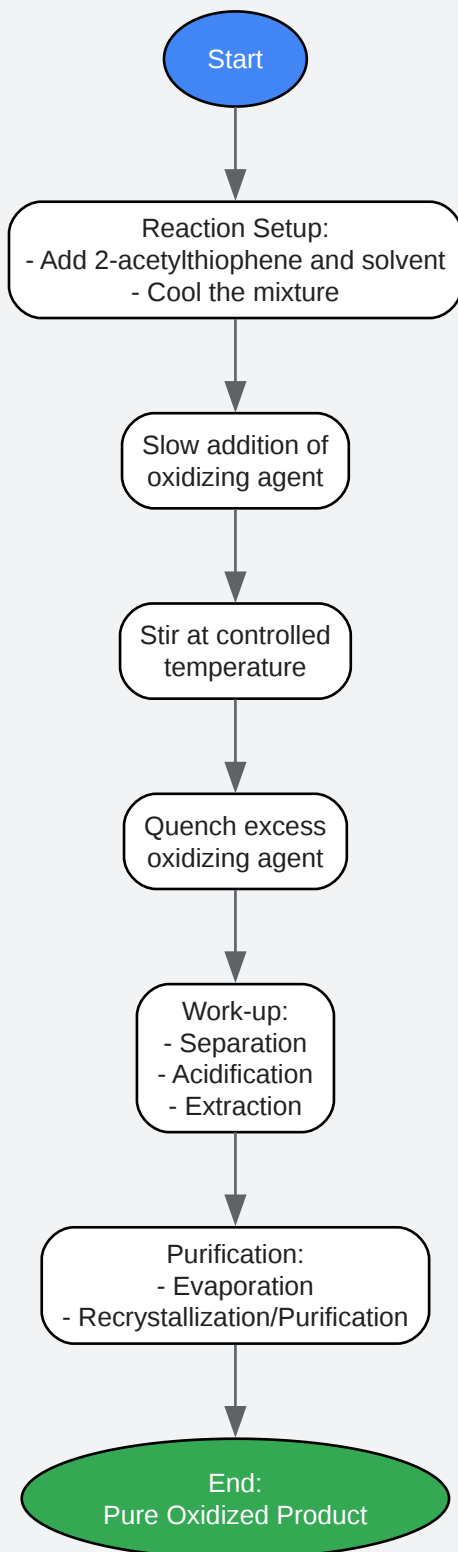 Start
Reaction Setup:
- Add 2-acetylthiophene and solvent
- Cool the mixture
Slow addition of
oxidizing agent
Stir at controlled
temperature
Quench excess
oxidizing agent
Work-up:
- Separation
- Acidification
- Extraction
Purification:
- Evaporation
- Recrystallization/Purification
End:
Pure Oxidized Product